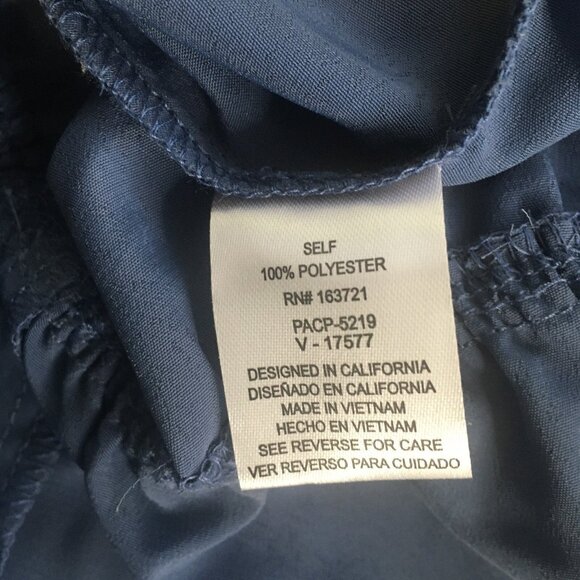 SELF
100% POLYESTER
RN# 163721
PACP-5219
V - 17577
DESIGNED IN CALIFORNIA
DISEÑADO EN CALIFORNIA
MADE IN VIETNAM
HECHO EN VIETNAM
SEE REVERSE FOR CARE
VER REVERSO PARA CUIDADO